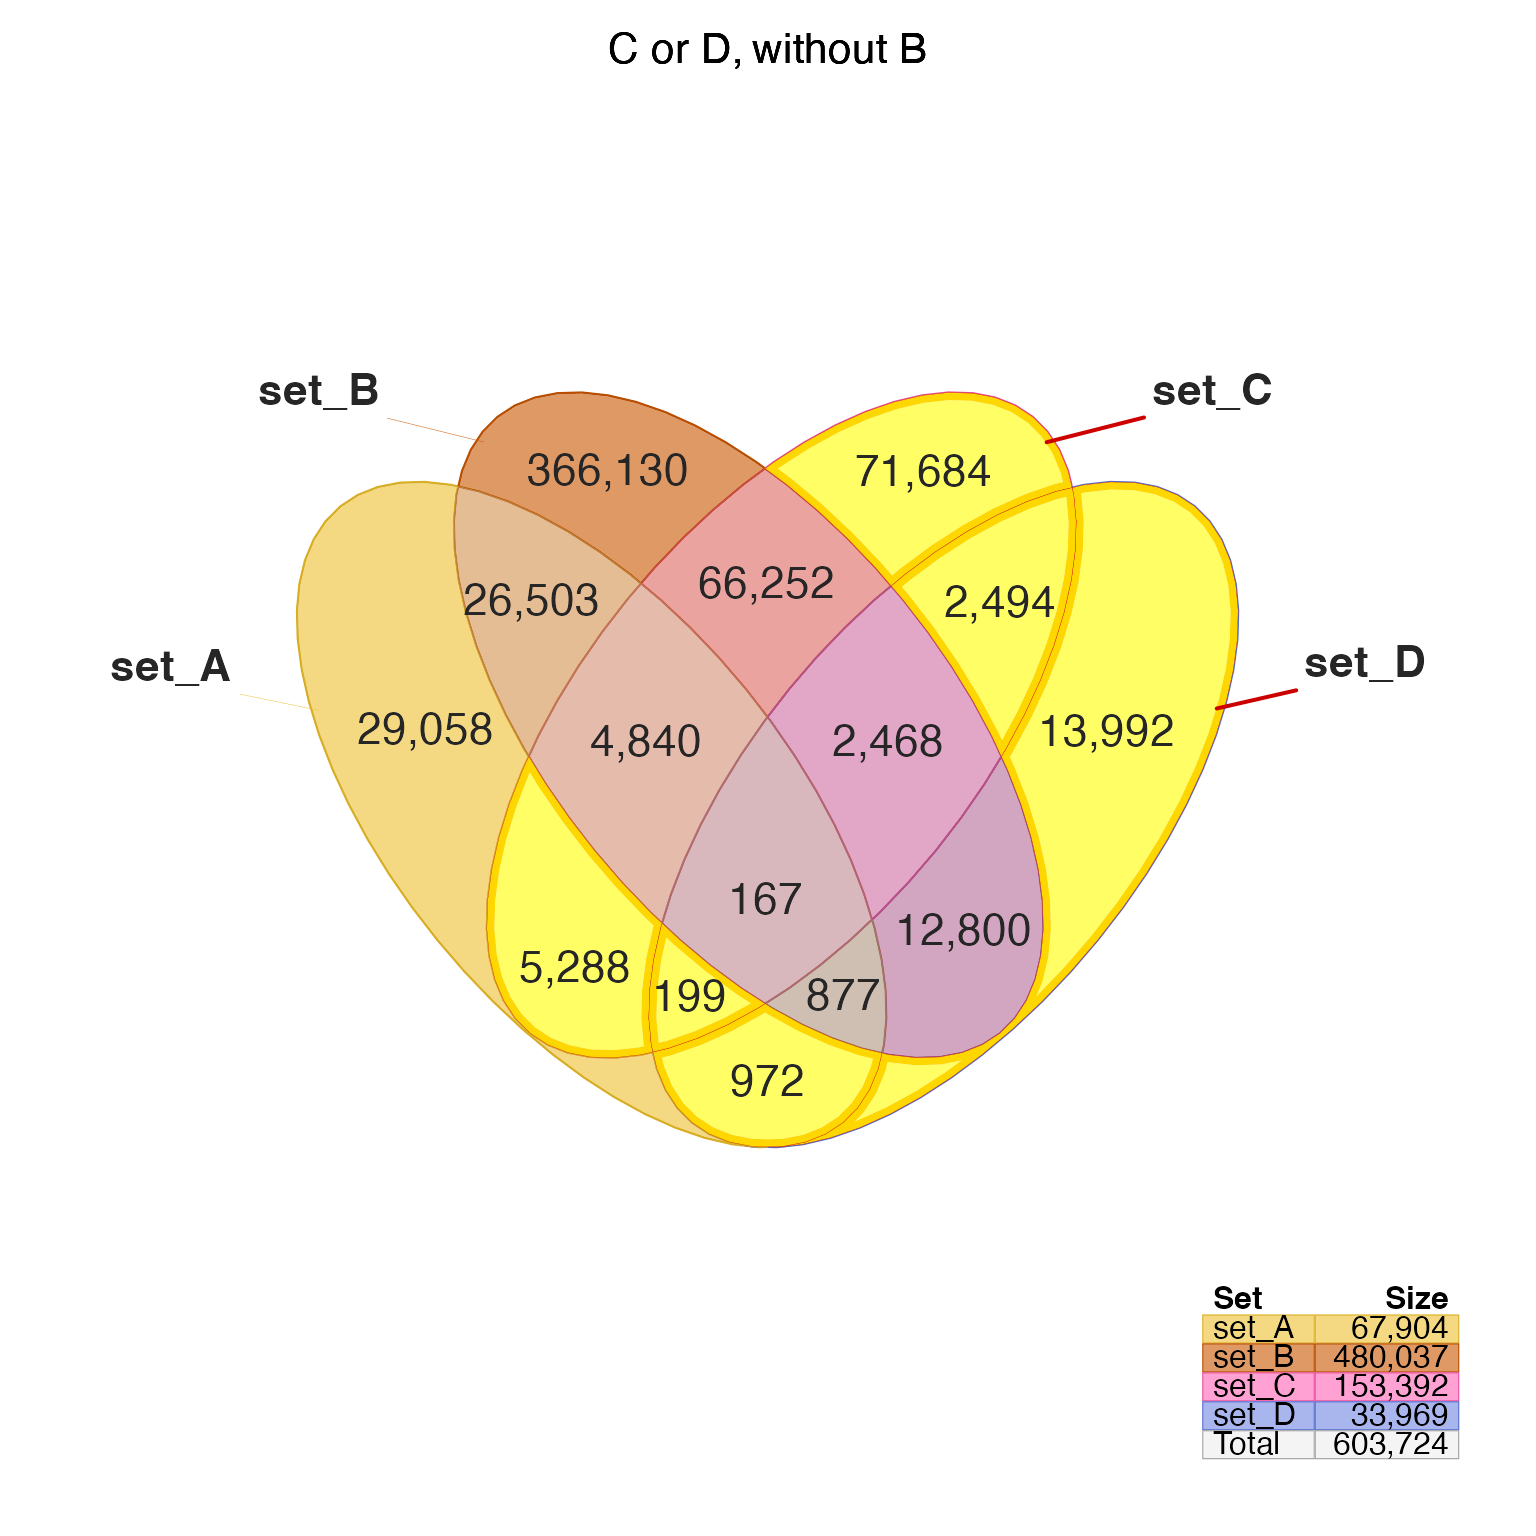 C or D, without B
set_B
set_C
366,130
71,684
66,252
26,503
2,494
set_A
set_D
29,058
4,840
2,468
13,992
167
12,800
5,288
199
877
972
Set Size
set_A 67,904
set_B 480,037
set_C 153,392
set_D 33,969
Total 603,724